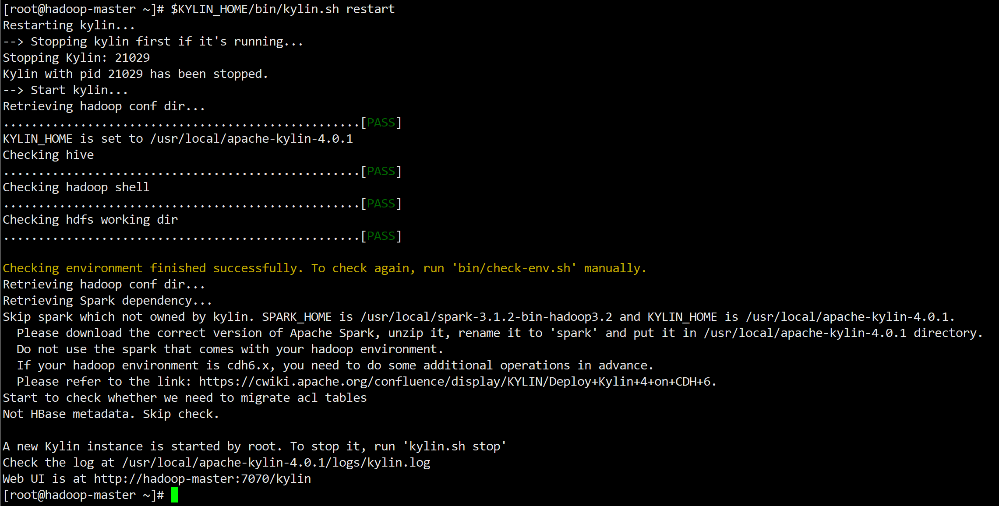 [root@hadoop-master ~]# $KYLIN_HOME/bin/kylin.sh restart
Restarting kylin...
--> Stopping kylin first if it's running...
Stopping Kylin: 21029
Kylin with pid 21029 has been stopped.
--> Start kylin...
Retrieving hadoop conf dir...
...................................................[PASS]
KYLIN_HOME is set to /usr/local/apache-kylin-4.0.1
Checking hive
...................................................[PASS]
Checking hadoop shell
...................................................[PASS]
Checking hdfs working dir
...................................................[PASS]
Checking environment finished successfully. To check again, run 'bin/check-env.sh' manually.
Retrieving hadoop conf dir...
Retrieving Spark dependency...
Skip spark which not owned by kylin. SPARK_HOME is /usr/local/spark-3.1.2-bin-hadoop3.2 and KYLIN_HOME is /usr/local/apache-kylin-4.0.1.
  Please download the correct version of Apache Spark, unzip it, rename it to 'spark' and put it in /usr/local/apache-kylin-4.0.1 directory.
  Do not use the spark that comes with your hadoop environment.
  If your hadoop environment is cdh6.x, you need to do some additional operations in advance.
  Please refer to the link: https://cwiki.apache.org/confluence/display/KYLIN/Deploy+Kylin+4+on+CDH+6.
Start to check whether we need to migrate acl tables
Not HBase metadata. Skip check.
A new Kylin instance is started by root. To stop it, run 'kylin.sh stop'
Check the log at /usr/local/apache-kylin-4.0.1/logs/kylin.log
Web UI is at http://hadoop-master:7070/kylin
[root@hadoop-master ~]#